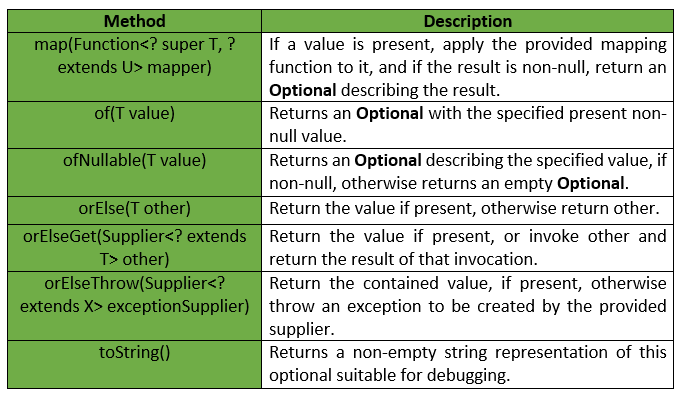 Method
Description
map(Function<? super T, ?
extends U> mapper)
If a value is present, apply the provided mapping
function to it, and if the result is non-null, return an
Optional describing the result.
of(T value)
Returns an Optional with the specified present non-
null value.
ofNullable(T value)
Returns an Optional describing the specified value, if
non-null, otherwise returns an empty Optional.
orElse(T other)
Return the value if present, otherwise return other.
orElseGet(Supplier<? extends
T> other)
Return the value if present, or invoke other and
return the result of that invocation.
orElseThrow(Supplier<?
extends X> exceptionSupplier)
Return the contained value, if present, otherwise
throw an exception to be created by the provided
supplier.
toString()
Returns a non-empty string representation of this
optional suitable for debugging.